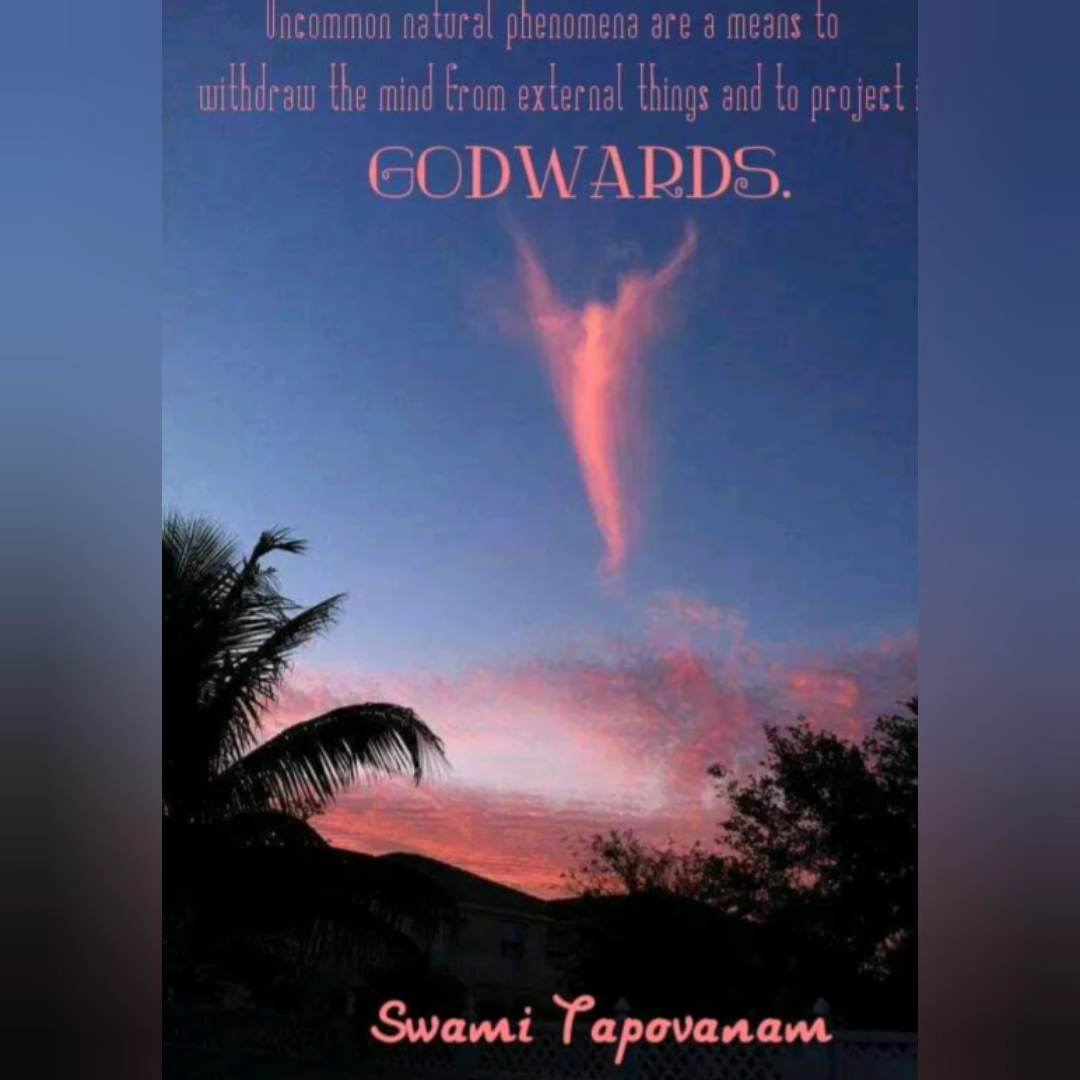 Uncommon natural phenomena are a means to
withdraw the mind from external things and to project
GODWARDS.
Swami Tapovanam